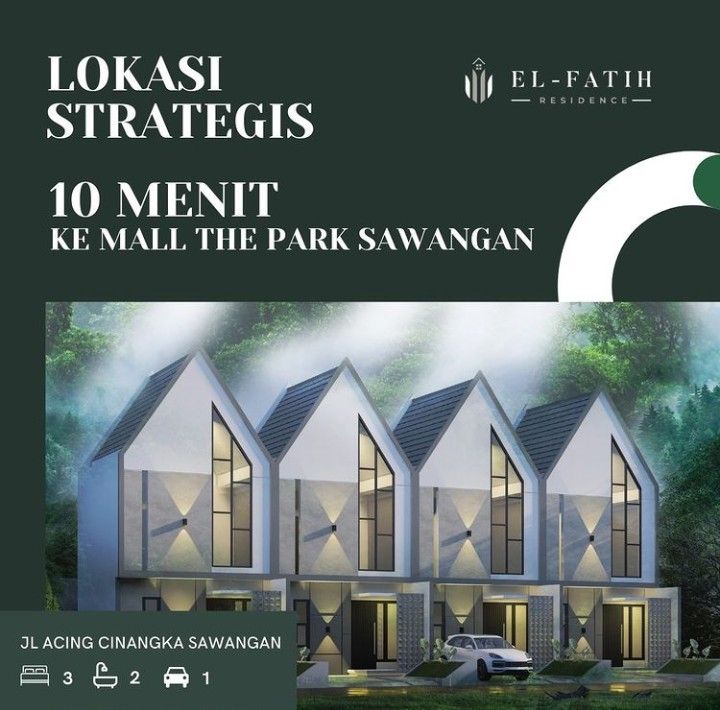 LOKASI
STRATEGIS
EL-FATIH
RESIDENCE
10 MENIT
KE MALL THE PARK SAWANGAN
JL ACING CINANGKA SAWANGAN
3 2 1